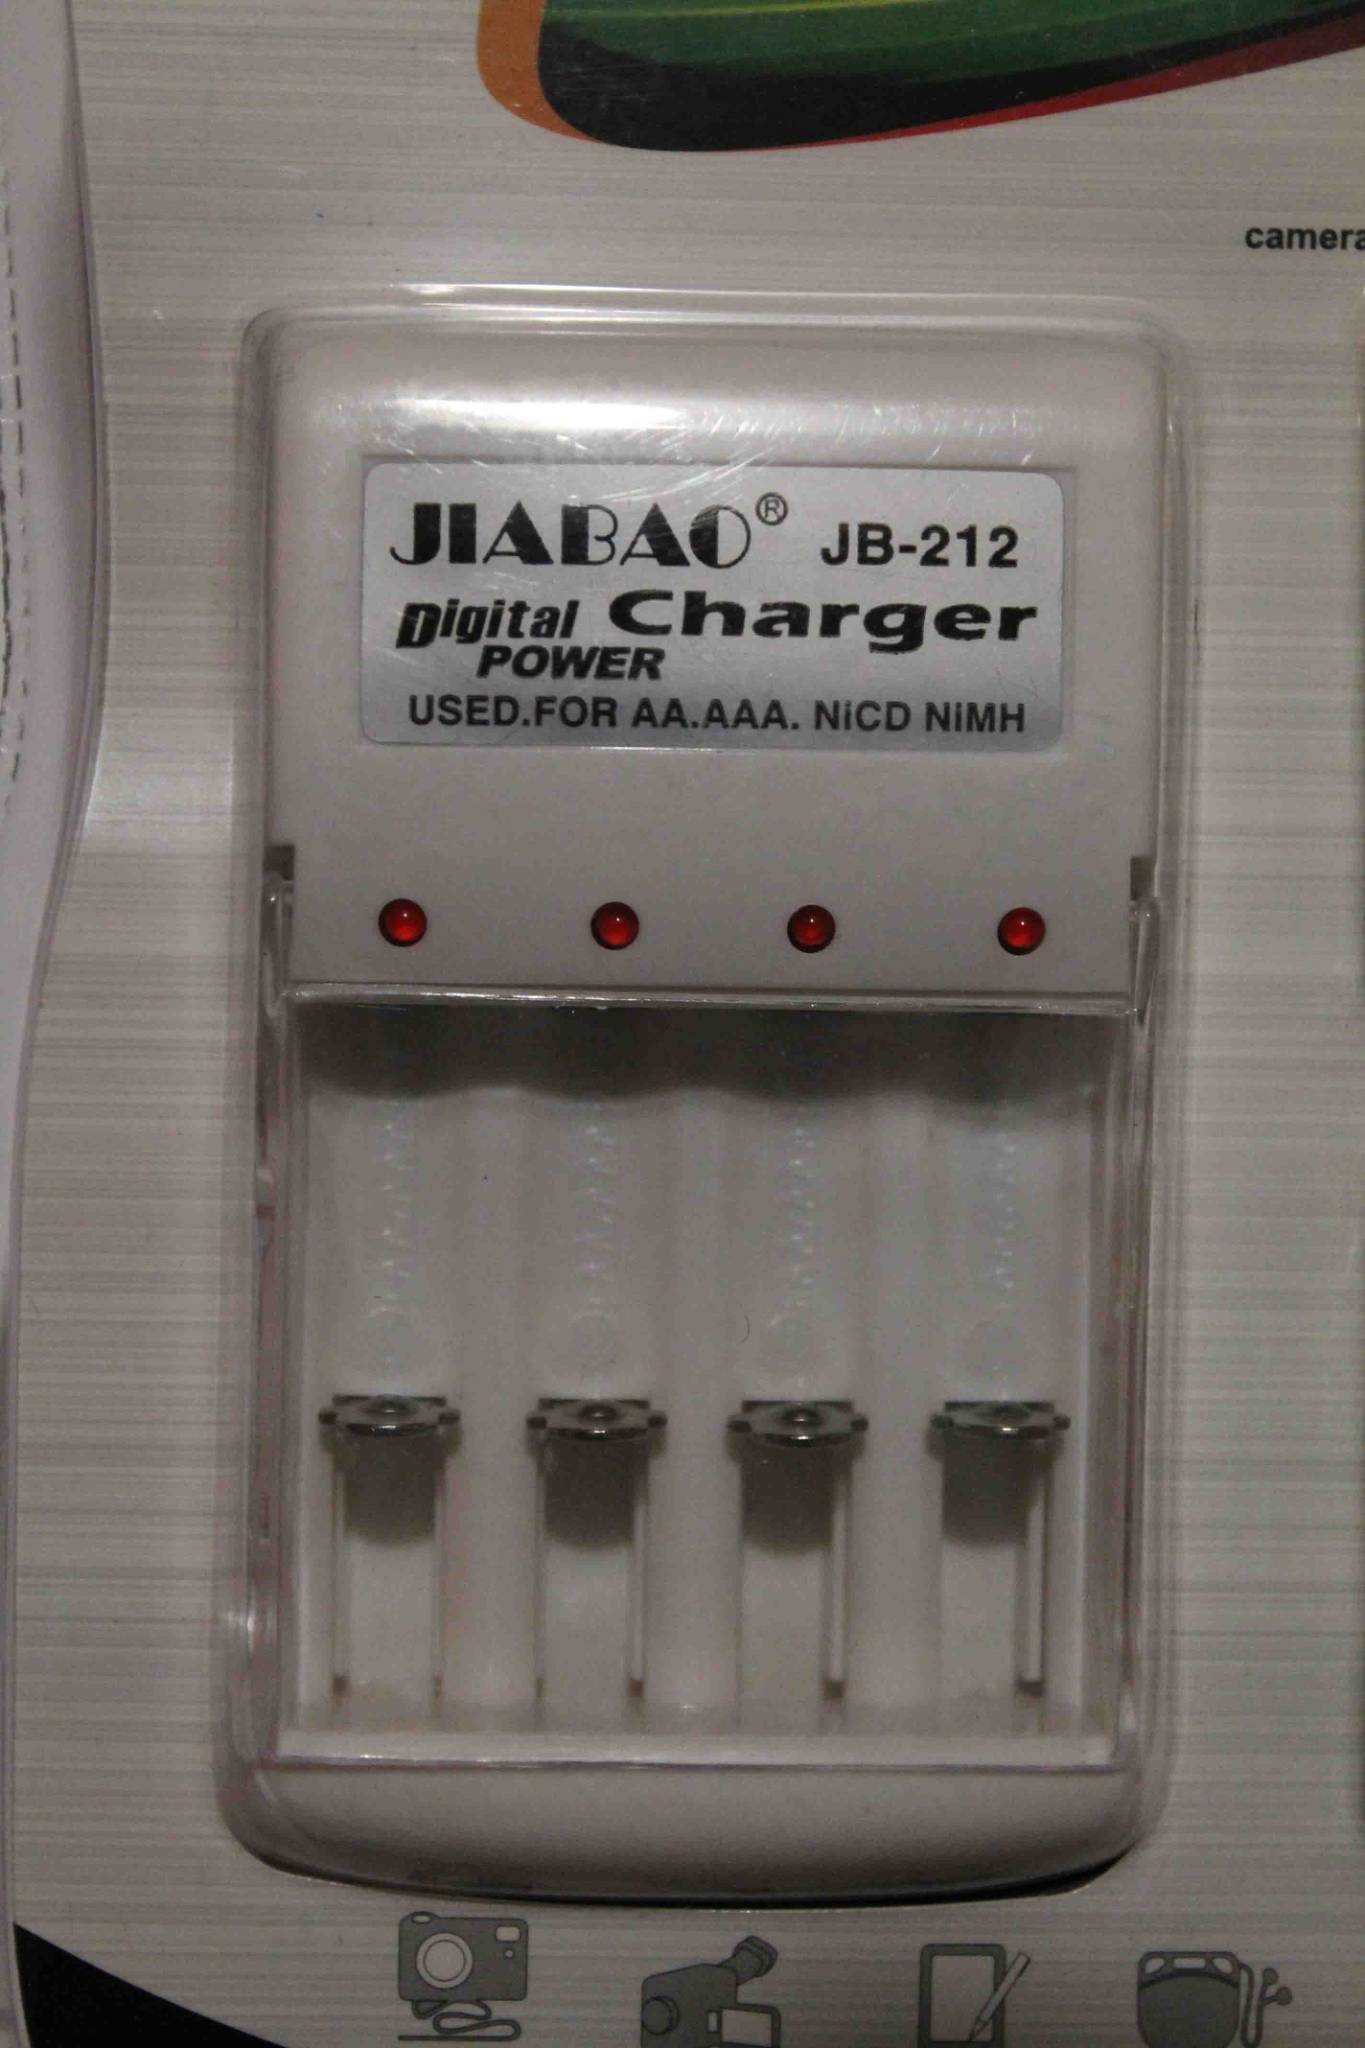 camera
JIABAO® JB-212
Digital Charger
POWER
USED.FOR AA.AAA. NiCD NiMH